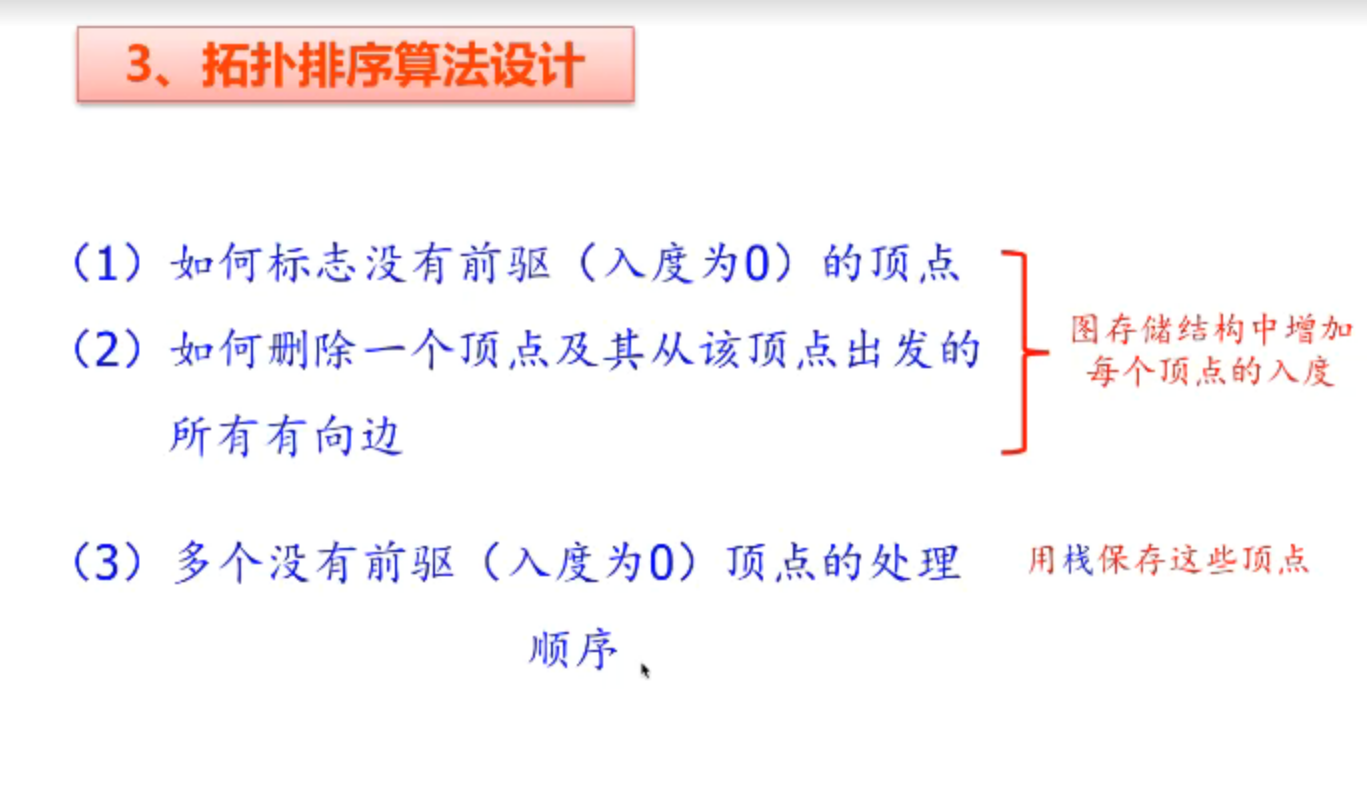 3、拓扑排序算法设计
（1）如何标志没有前驱（入度为0）的顶点
（2）如何删除一个顶点及其从该顶点出发的
所有有向边
图存储结构中增加
每个顶点的入度
（3）多个没有前驱（入度为0）顶点的处理
顺序
用栈保存这些顶点